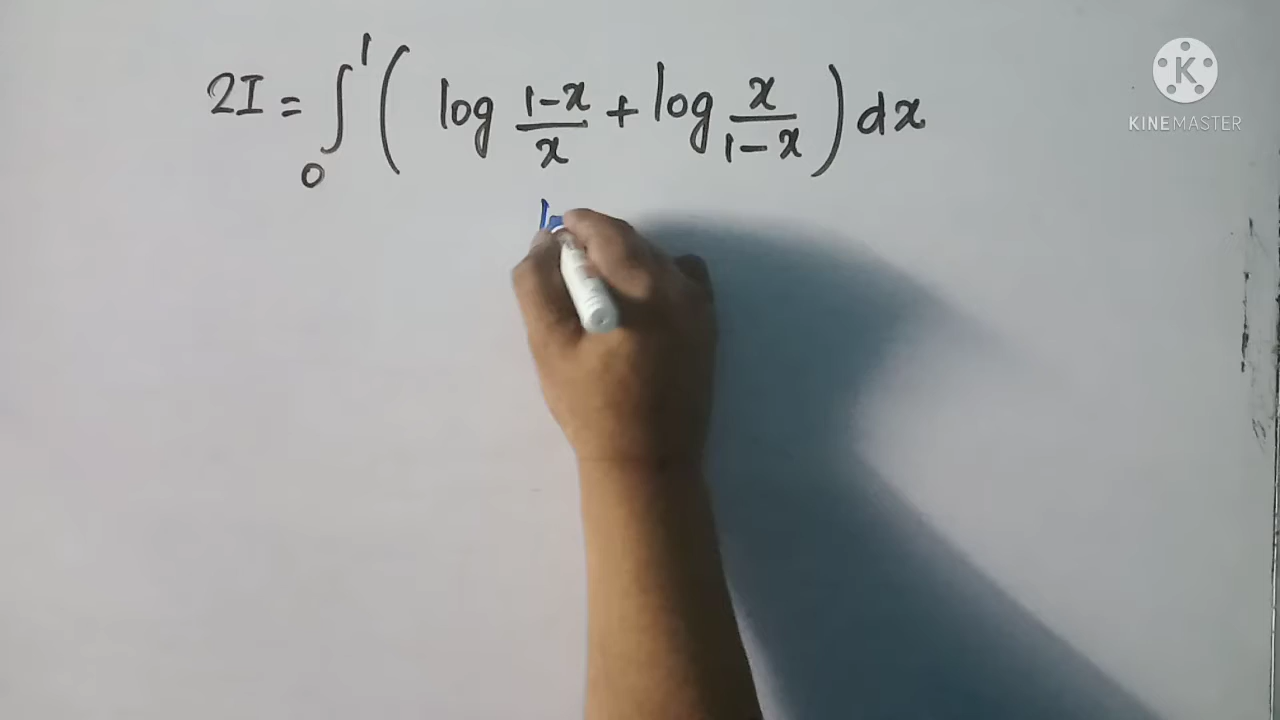 2I = ∫₀¹ ( log (1-x)/x + log x/(1-x) ) dx
K
KINEMASTER